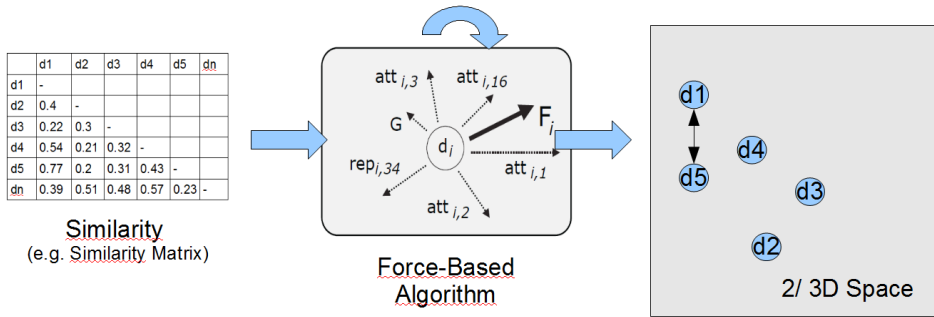 d1 d2 d3 d4 d5 dn
d1 -
d2 0.4 -
d3 0.22 0.3 -
d4 0.54 0.21 0.32 -
d5 0.77 0.2 0.31 0.43 -
dn 0.39 0.51 0.48 0.57 0.23 -
Similarity
(e.g. Similarity Matrix)
att i,3
att i,16
G
F i
d i
rep i,34
att i,1
att i,2
Force-Based
Algorithm
d1
d4
d5
d3
d2
2/ 3D Space